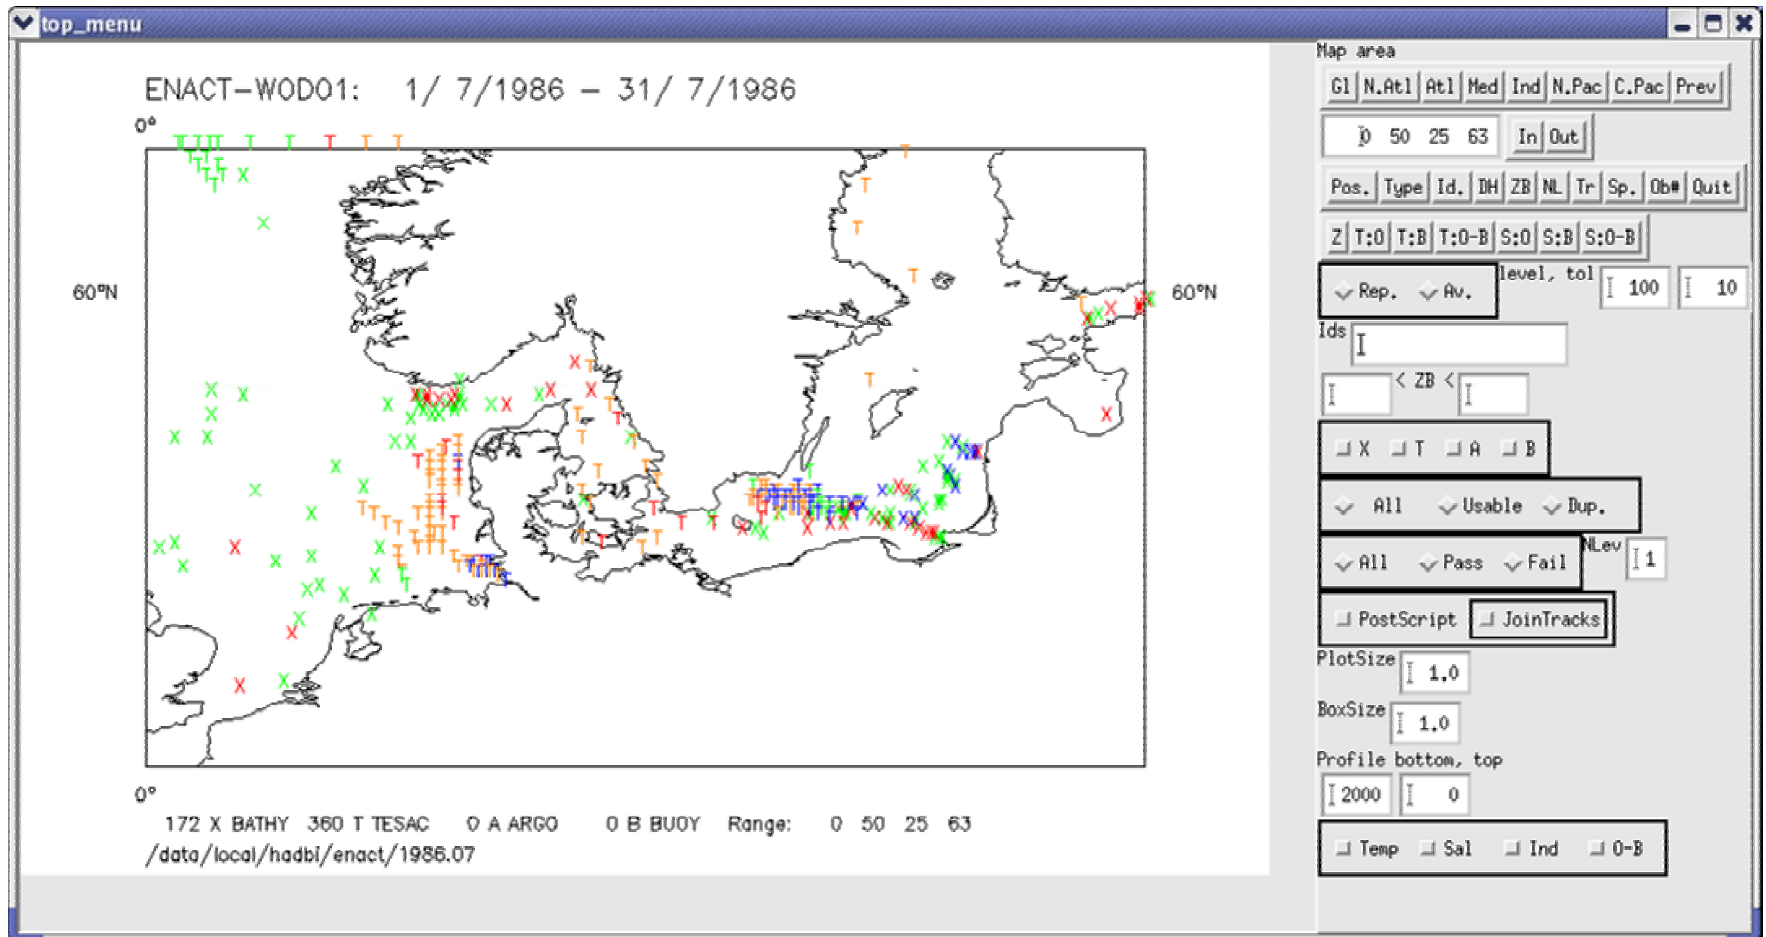 top_menu
ENACT-WOD01: 1/ 7/1986 - 31/ 7/1986
0°
60°N
60°N
0°
172 X BATHY 360 T TESAC 0 A ARGO 0 B BUOY Range: 0 50 25 63
/data/local/hadbi/enact/1986.07
Map area
Gl N.Atl Atl Med Ind N.Pac C.Pac Prev
0 50 25 63 In Out
Pos. Type Id. DH ZB NL Tr Sp. Ob# Quit
Z T:O T:B T:O-B S:O S:B S:O-B
Rep. Av. level, tol 100 10
Ids
< ZB <
X T A B
All Usable Dup.
All Pass Fail NLev 1
PostScript JoinTracks
PlotSize 1.0
BoxSize 1.0
Profile bottom, top
2000 0
Temp Sal Ind O-B